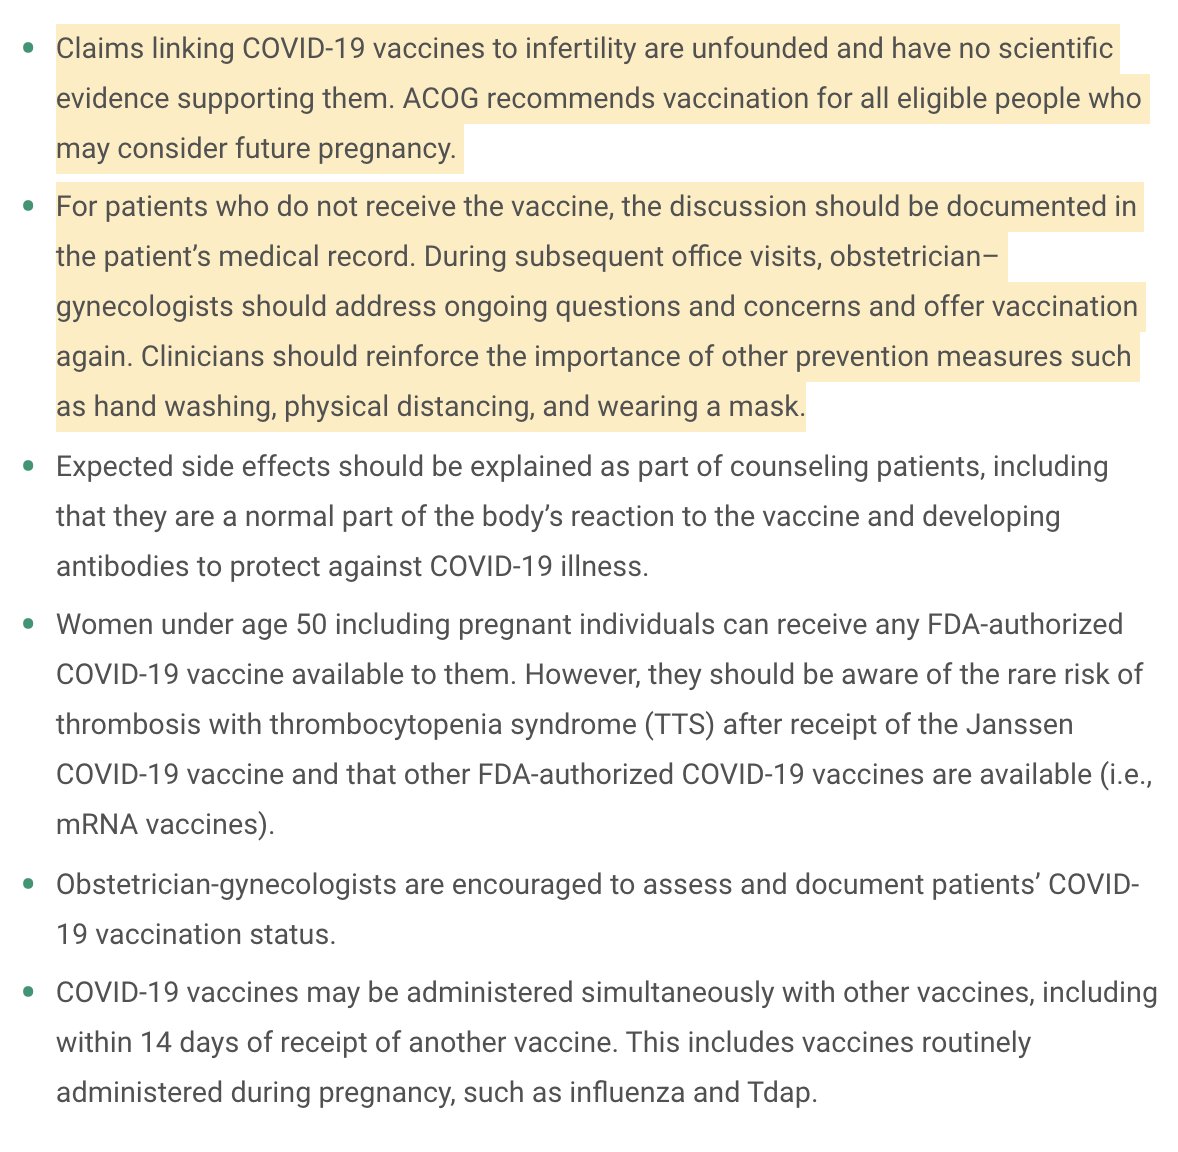 • Claims linking COVID-19 vaccines to infertility are unfounded and have no scientific
evidence supporting them. ACOG recommends vaccination for all eligible people who
may consider future pregnancy.
• For patients who do not receive the vaccine, the discussion should be documented in
the patient’s medical record. During subsequent office visits, obstetrician–
gynecologists should address ongoing questions and concerns and offer vaccination
again. Clinicians should reinforce the importance of other prevention measures such
as hand washing, physical distancing, and wearing a mask.
• Expected side effects should be explained as part of counseling patients, including
that they are a normal part of the body’s reaction to the vaccine and developing
antibodies to protect against COVID-19 illness.
• Women under age 50 including pregnant individuals can receive any FDA-authorized
COVID-19 vaccine available to them. However, they should be aware of the rare risk of
thrombosis with thrombocytopenia syndrome (TTS) after receipt of the Janssen
COVID-19 vaccine and that other FDA-authorized COVID-19 vaccines are available (i.e.,
mRNA vaccines).
• Obstetrician-gynecologists are encouraged to assess and document patients’ COVID-
19 vaccination status.
• COVID-19 vaccines may be administered simultaneously with other vaccines, including
within 14 days of receipt of another vaccine. This includes vaccines routinely
administered during pregnancy, such as influenza and Tdap.